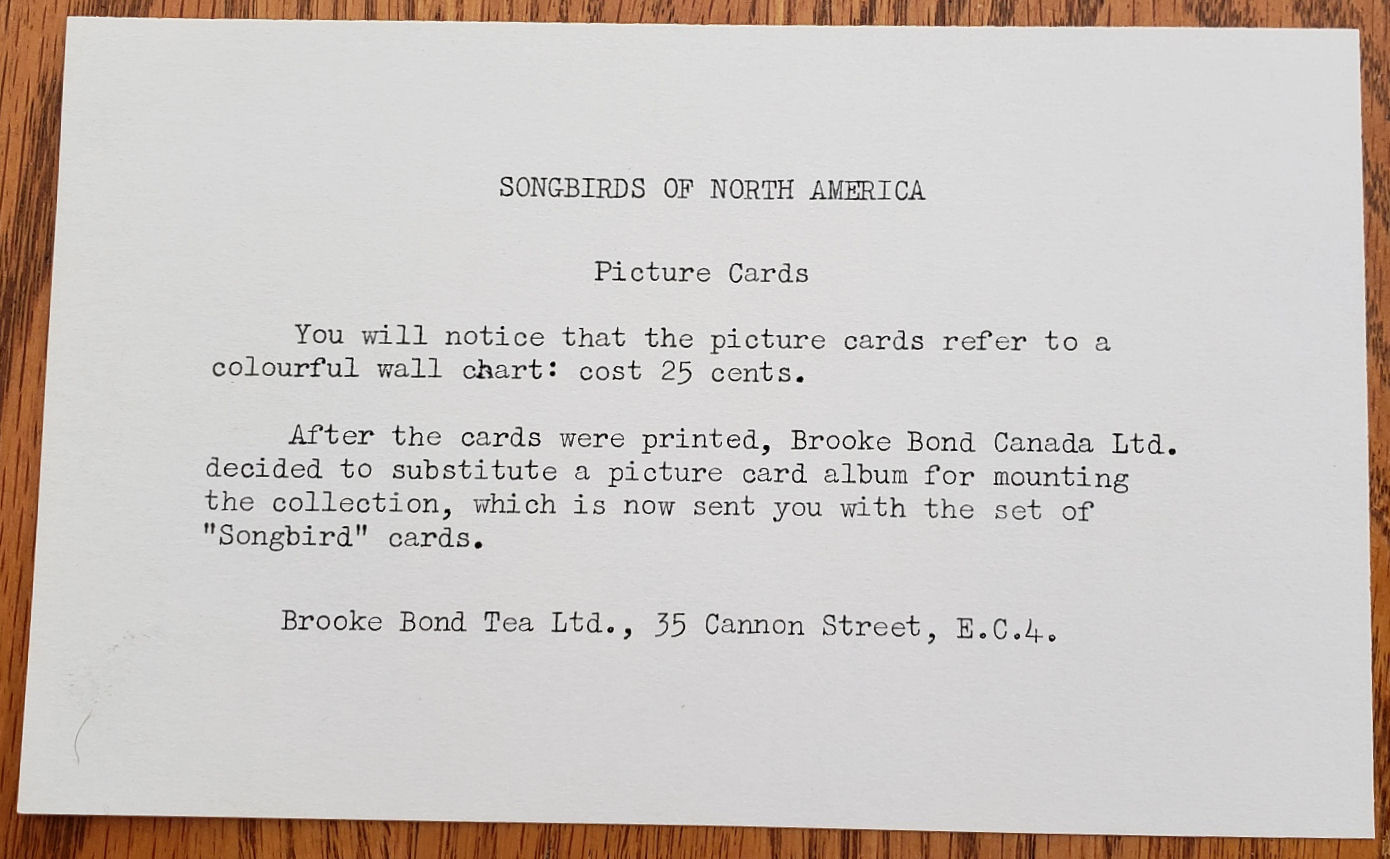 SONGBIRDS OF NORTH AMERICA
Picture Cards
You will notice that the picture cards refer to a
colourful wall chart: cost 25 cents.
After the cards were printed, Brooke Bond Canada Ltd.
decided to substitute a picture card album for mounting
the collection, which is now sent you with the set of
"Songbird" cards.
Brooke Bond Tea Ltd., 35 Cannon Street, E.C.4.